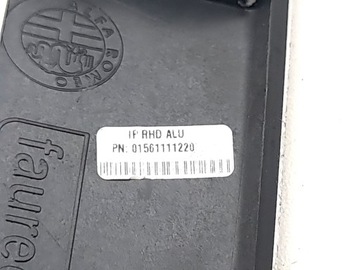 ALFA ROMEO
IP RHD ALU
PN: 01561111220
faurec